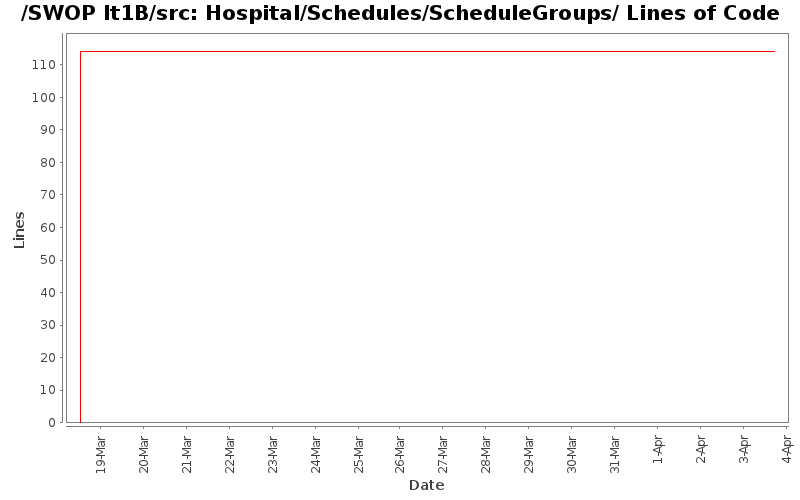 /SWOP It1B/src: Hospital/Schedules/ScheduleGroups/ Lines of Code
110
100
90
80
70
60
50
40
30
20
10
0
Lines
19-Mar
20-Mar
21-Mar
22-Mar
23-Mar
24-Mar
25-Mar
26-Mar
27-Mar
28-Mar
29-Mar
30-Mar
31-Mar
1-Apr
2-Apr
3-Apr
4-Apr
Date